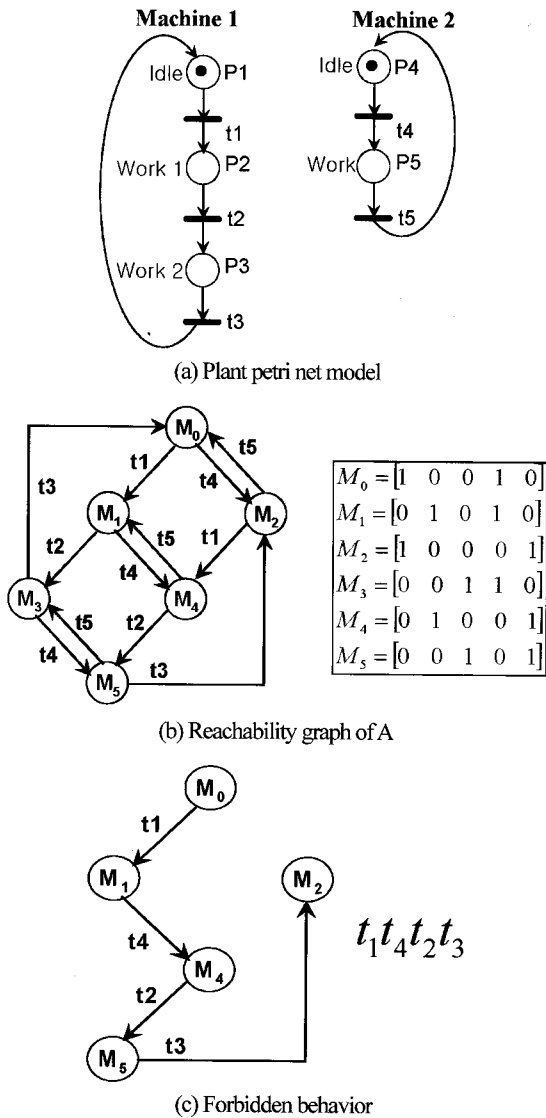 Machine 1
Machine 2
Idle P1
Idle P4
t1
t4
Work 1 P2
Work P5
t2
t5
Work 2 P3
t3
(a) Plant petri net model
M0
t3
t1
t5
t4
M1
M2
t2
t5
t1
t4
M3
M4
t5
t2
t4
M5
t3
M0 = [1 0 0 1 0]
M1 = [0 1 0 1 0]
M2 = [1 0 0 0 1]
M3 = [0 0 1 1 0]
M4 = [0 1 0 0 1]
M5 = [0 0 1 0 1]
(b) Reachability graph of A
M0
t1
M1
M2
t4
M4
t2
M5
t3
t1t4t2t3
(c) Forbidden behavior